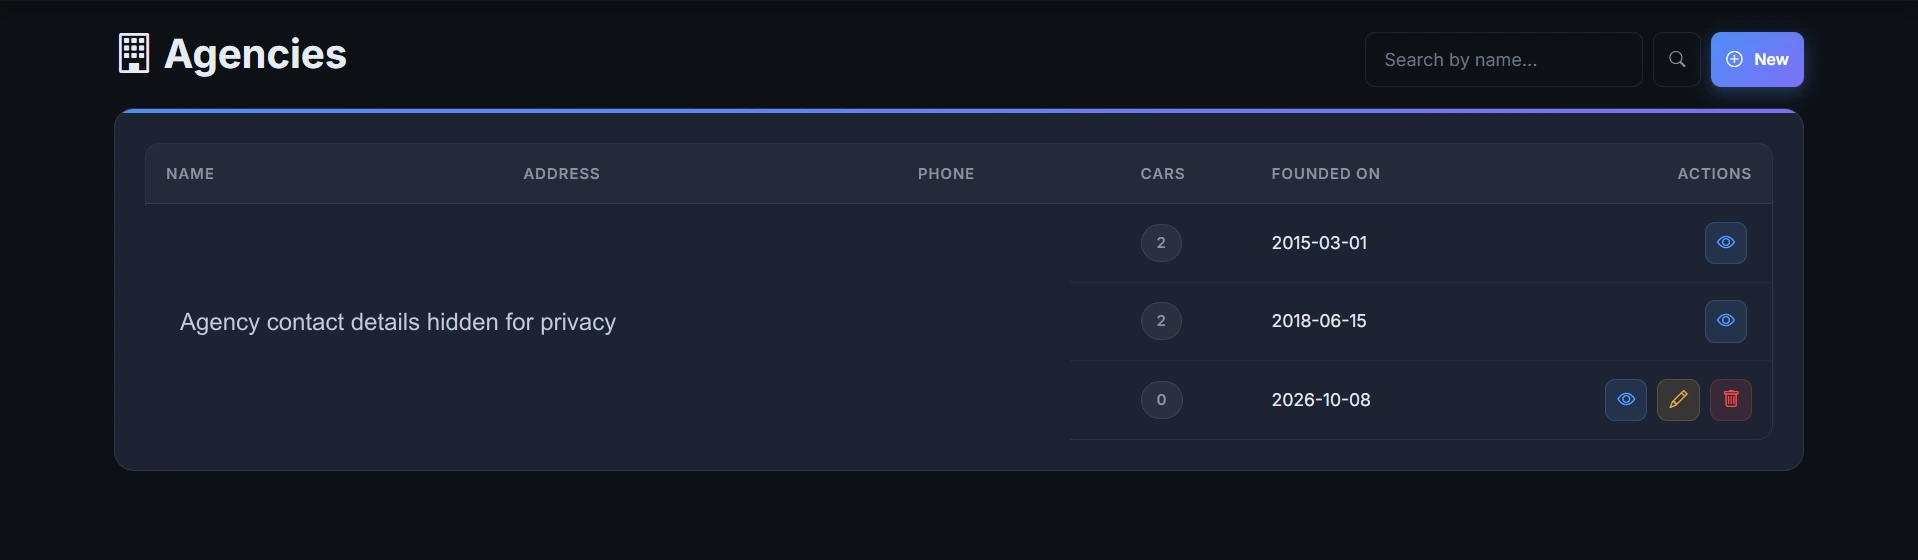 Agencies
Search by name...
New
NAME ADDRESS PHONE CARS FOUNDED ON ACTIONS
2 2015-03-01
Agency contact details hidden for privacy
2 2018-06-15
0 2026-10-08